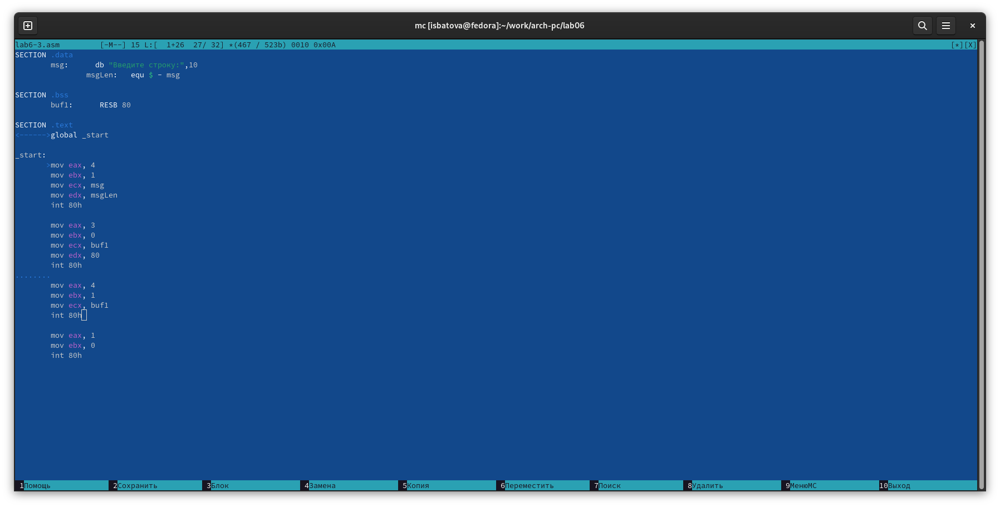 mc [isbatova@fedora]:~/work/arch-pc/lab06
lab6-3.asm [-M--] 15 L:[ 1+26 27/ 32] *(467 / 523b) 0010 0x00A [*][X]
SECTION .data
msg: db "Введите строку:",10
msgLen: equ $ - msg
SECTION .bss
buf1: RESB 80
SECTION .text
<------>global _start
_start:
>mov eax, 4
mov ebx, 1
mov ecx, msg
mov edx, msgLen
int 80h
mov eax, 3
mov ebx, 0
mov ecx, buf1
mov edx, 80
int 80h
........
mov eax, 4
mov ebx, 1
mov ecx, buf1
int 80h
mov eax, 1
mov ebx, 0
int 80h
1Помощь 2Сохранить 3Блок 4Замена 5Копия 6Переместить 7Поиск 8Удалить 9МенюМС 10Выход